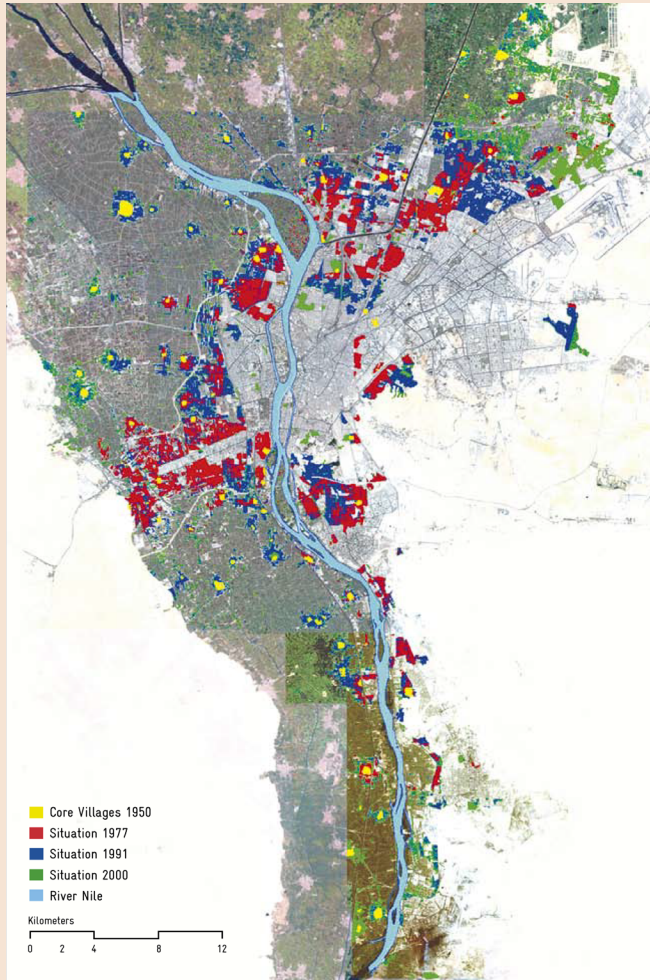 Core Villages 1950
Situation 1977
Situation 1991
Situation 2000
River Nile
Kilometers
0 2 4 8 12